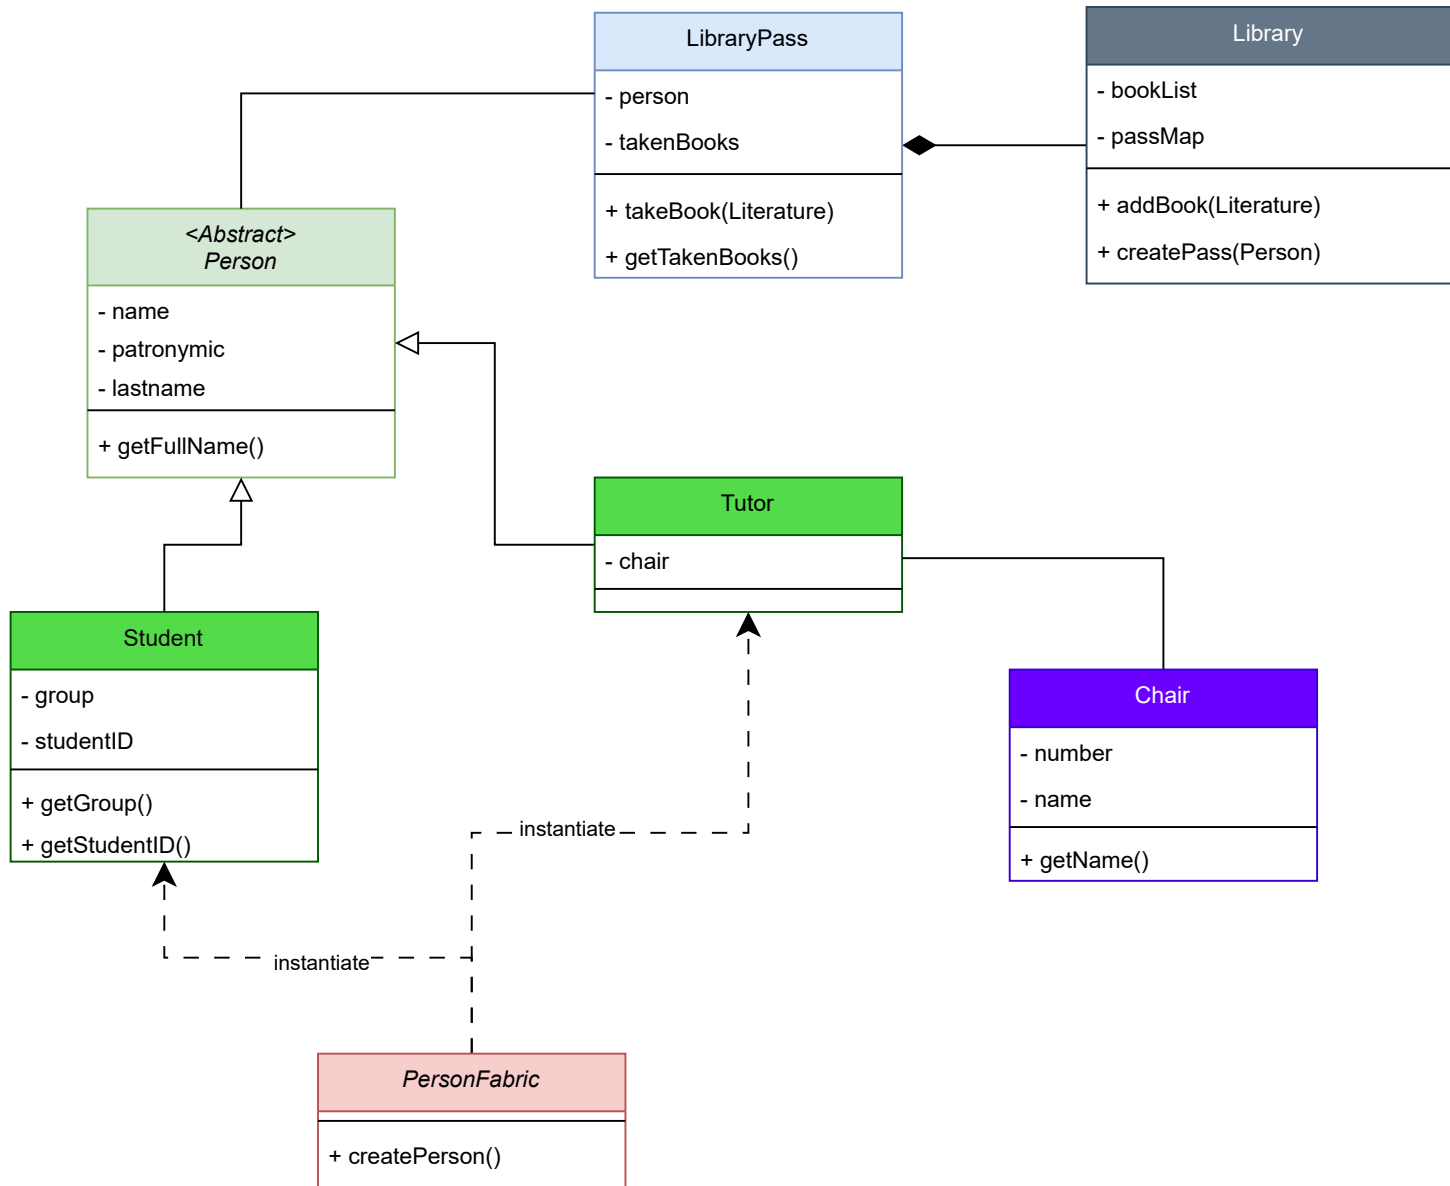 LibraryPass
- person
- takenBooks
+ takeBook(Literature)
+ getTakenBooks()
Library
- bookList
- passMap
+ addBook(Literature)
+ createPass(Person)
<Abstract>
Person
- name
- patronymic
- lastname
+ getFullName()
Tutor
- chair
Student
- group
- studentID
+ getGroup()
+ getStudentID()
Chair
- number
- name
+ getName()
instantiate
instantiate
PersonFabric
+ createPerson()